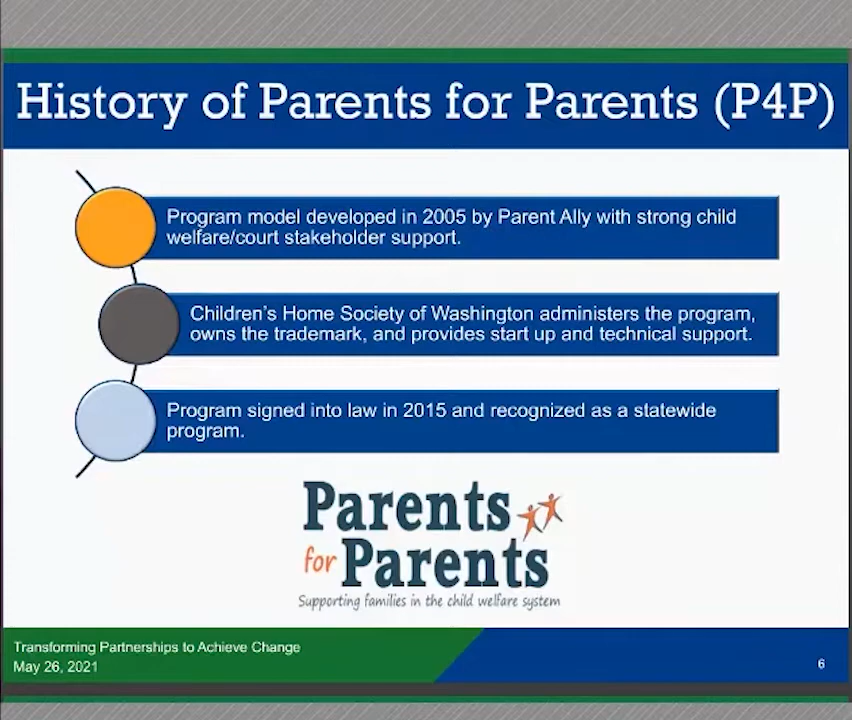 History of Parents for Parents (P4P)
Program model developed in 2005 by Parent Ally with strong child
welfare/court stakeholder support.
Children's Home Society of Washington administers the program,
owns the trademark, and provides start up and technical support.
Program signed into law in 2015 and recognized as a statewide
program.
Parents
for Parents
Supporting families in the child welfare system
Transforming Partnerships to Achieve Change
May 26, 2021
6